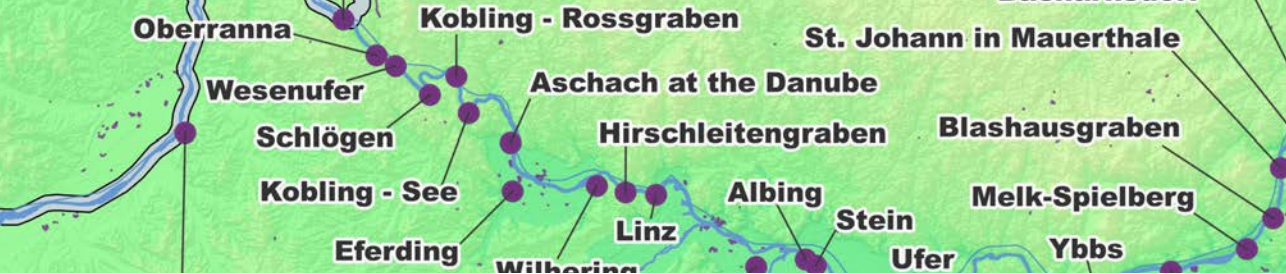 Kobling - Rossgraben
Oberranna
St. Johann in Mauerthale
Aschach at the Danube
Wesenufer
Schlögen
Hirschleitengraben
Blashausgraben
Kobling - See
Albing
Melk-Spielberg
Stein
Linz
Eferding
Ufer
Ybbs
Wilhering